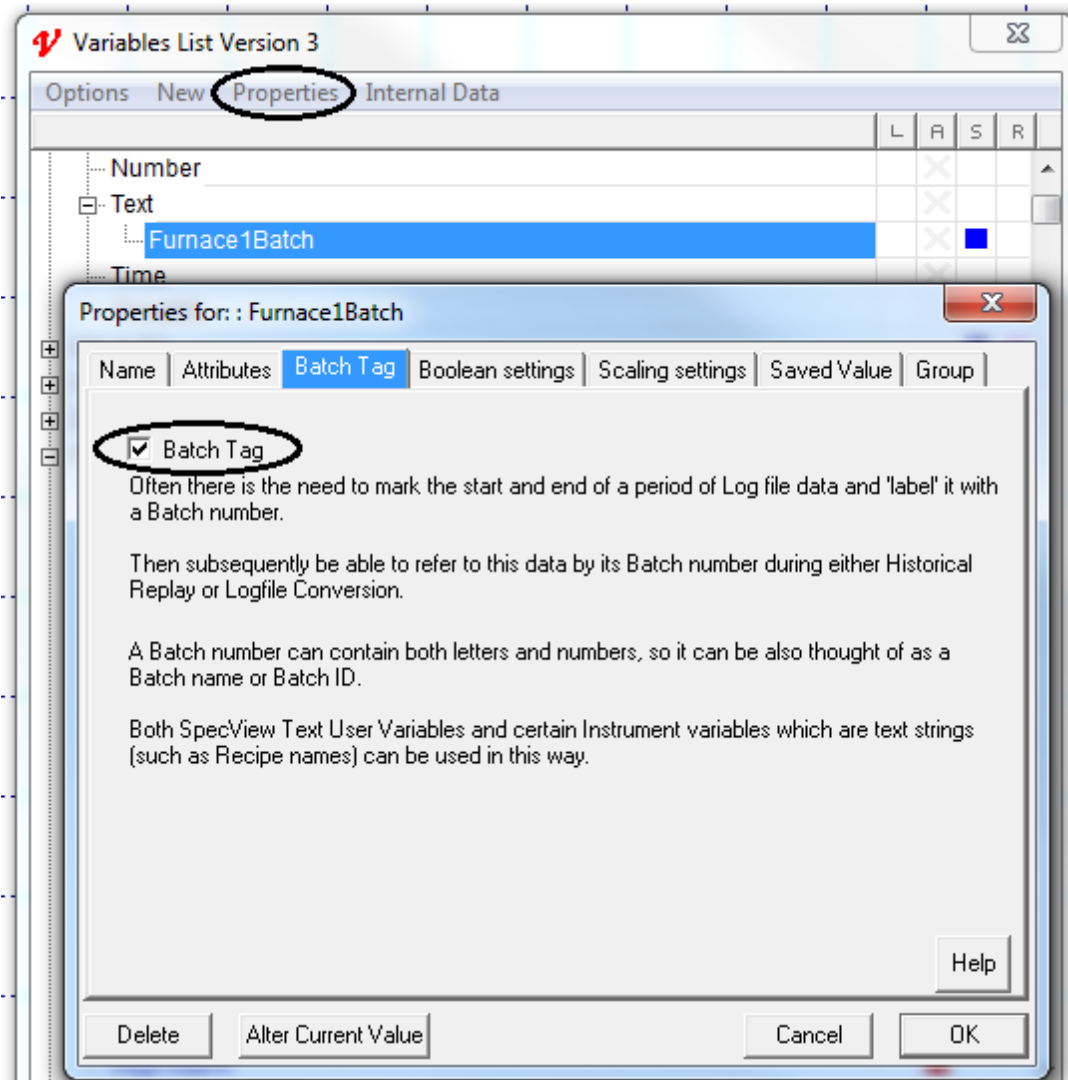 Variables List Version 3
Options New Properties Internal Data
L A S R
Number
Text
Furnace1Batch
Time
Properties for: : Furnace1Batch
Name Attributes Batch Tag Boolean settings Scaling settings Saved Value Group
Batch Tag
Often there is the need to mark the start and end of a period of Log file data and 'label' it with
a Batch number.
Then subsequently be able to refer to this data by its Batch number during either Historical
Replay or Logfile Conversion.
A Batch number can contain both letters and numbers, so it can be also thought of as a
Batch name or Batch ID.
Both SpecView Text User Variables and certain Instrument variables which are text strings
(such as Recipe names) can be used in this way.
Help
Delete Alter Current Value Cancel OK